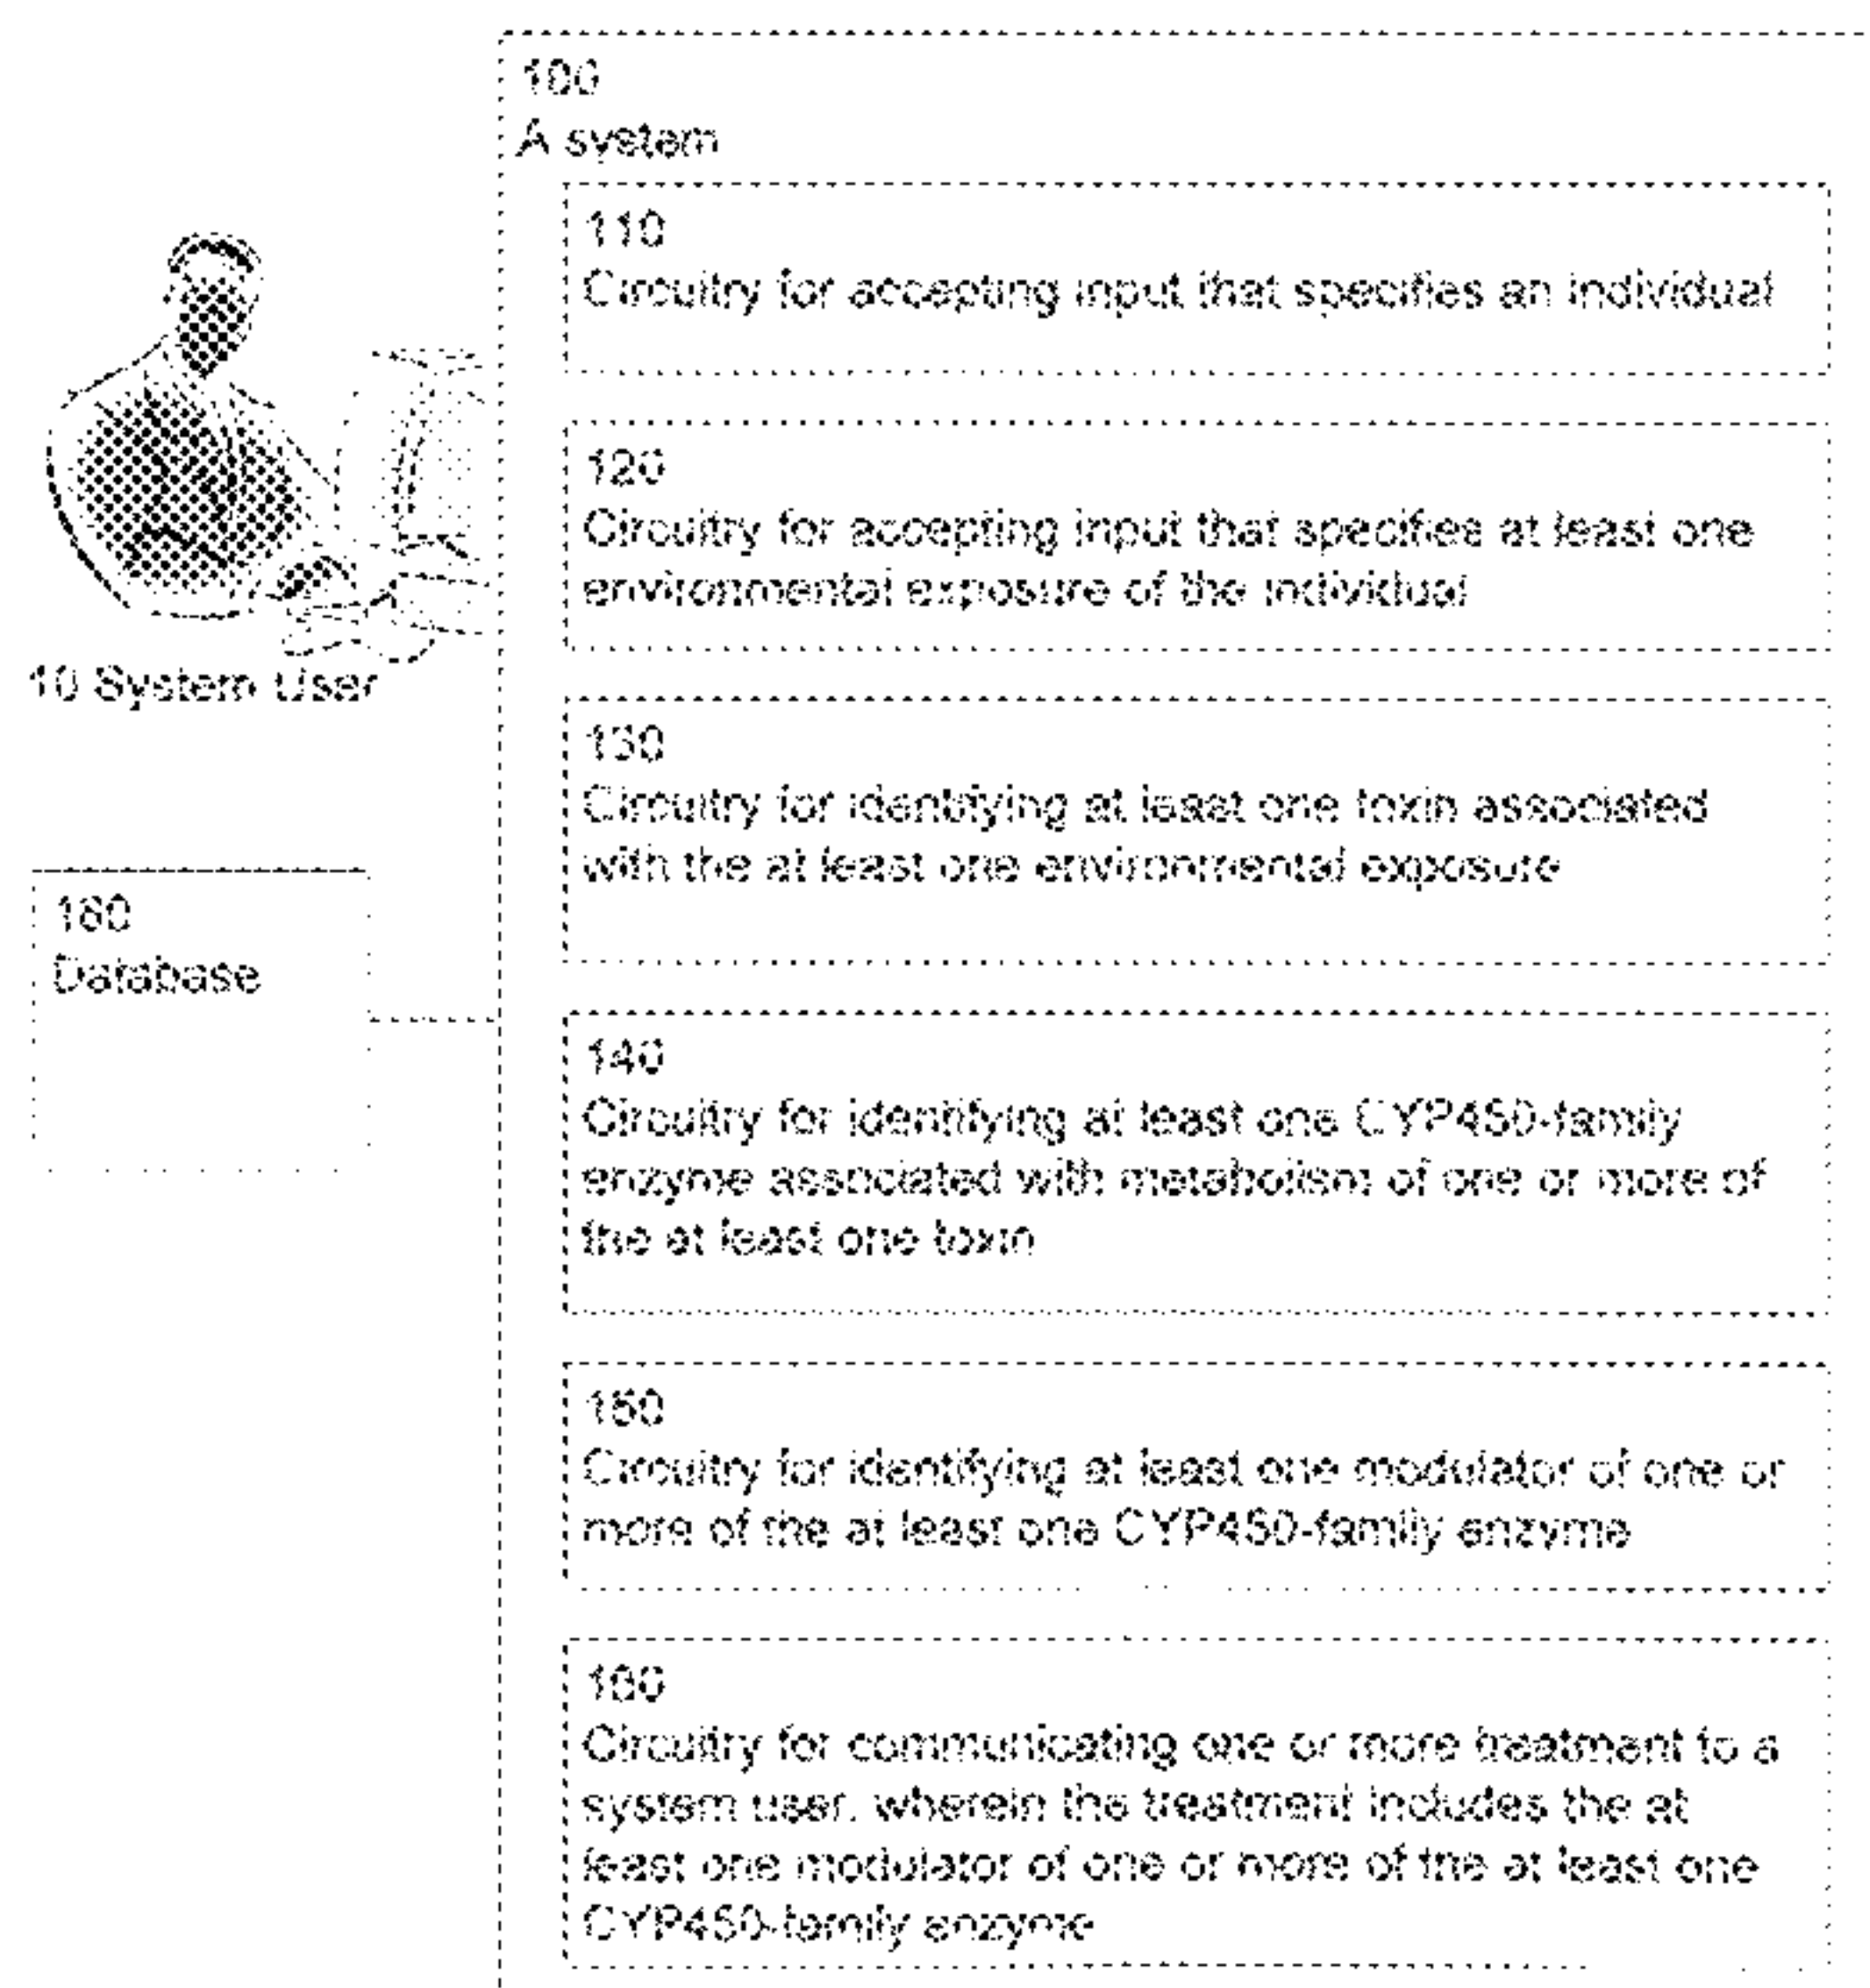 100
A system
110
Circuitry for accepting input that specifies an individual
120
Circuitry for accepting input that specifies at least one
environmental exposure of the individual
10 System User
130
Circuitry for identifying at least one toxin associated
with the at least one environmental exposure
Database
140
Circuitry for identifying at least one CYP450-family
enzyme associated with metabolism of one or more of
the at least one toxin
150
Circuitry for identifying at least one modulator of one or
more of the at least one CYP450-family enzyme
160
Circuitry for communicating one or more treatment to a
system user, wherein the treatment includes the at
least one modulator of one or more of the at least one
CYP450-family enzyme